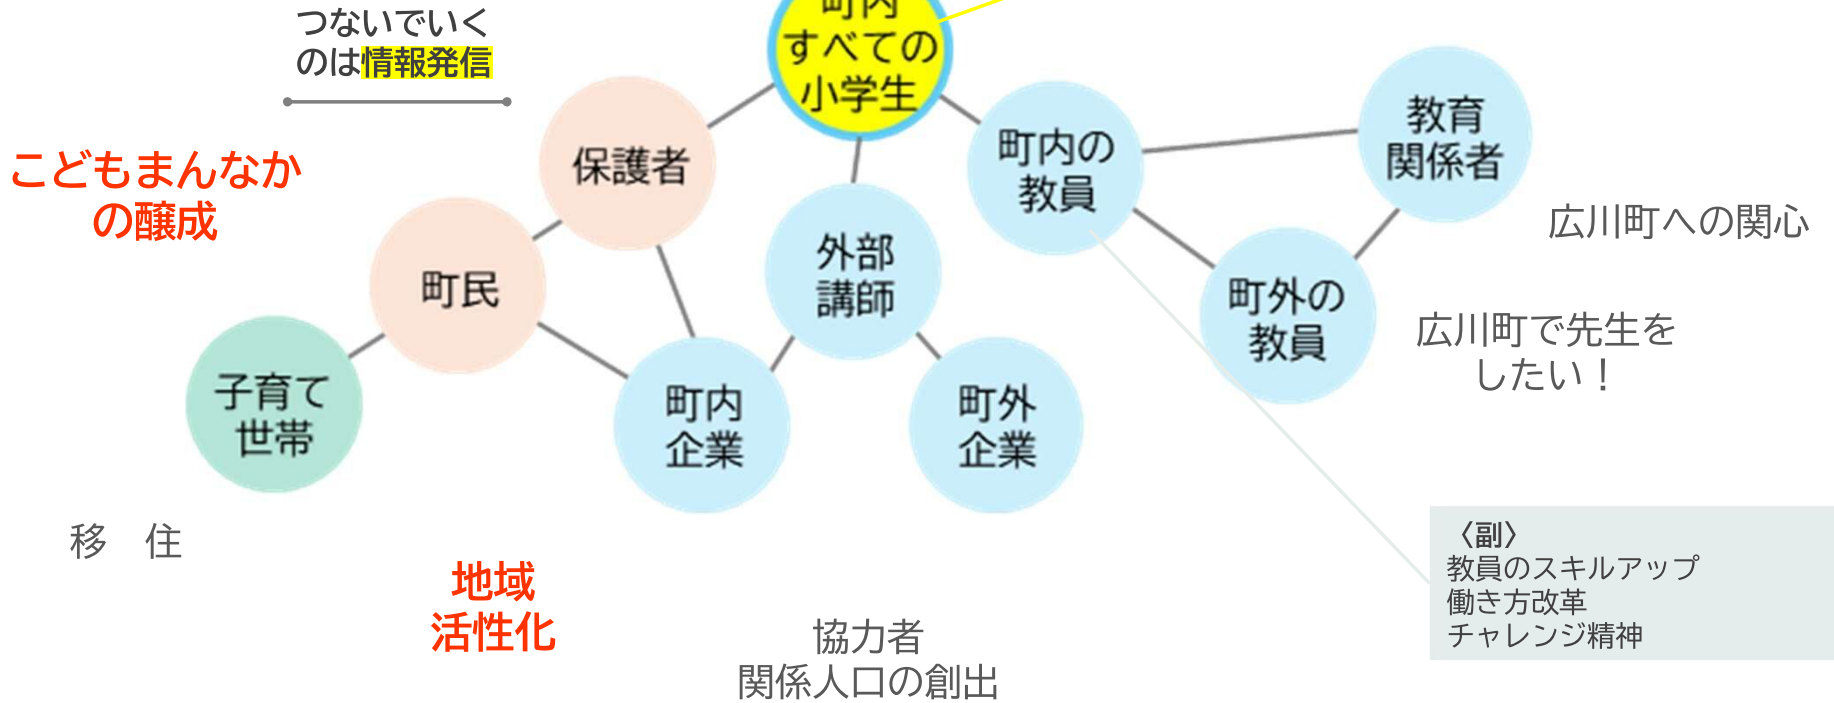 つないでいく
のは情報発信
町内
すべての
小学生
こどもまんなか
の醸成
保護者
町内の
教員
教育
関係者
広川町への関心
町民
外部
講師
町外の
教員
広川町で先生を
したい！
子育て
世帯
町内
企業
町外
企業
移　住
地域
活性化
協力者
関係人口の創出
〈副〉
教員のスキルアップ
働き方改革
チャレンジ精神